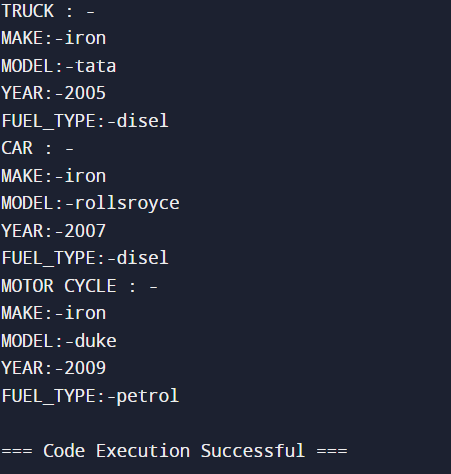 TRUCK : -
MAKE:-iron
MODEL:-tata
YEAR:-2005
FUEL_TYPE:-disel
CAR : -
MAKE:-iron
MODEL:-rollsroyce
YEAR:-2007
FUEL_TYPE:-disel
MOTOR CYCLE : -
MAKE:-iron
MODEL:-duke
YEAR:-2009
FUEL_TYPE:-petrol
=== Code Execution Successful ===